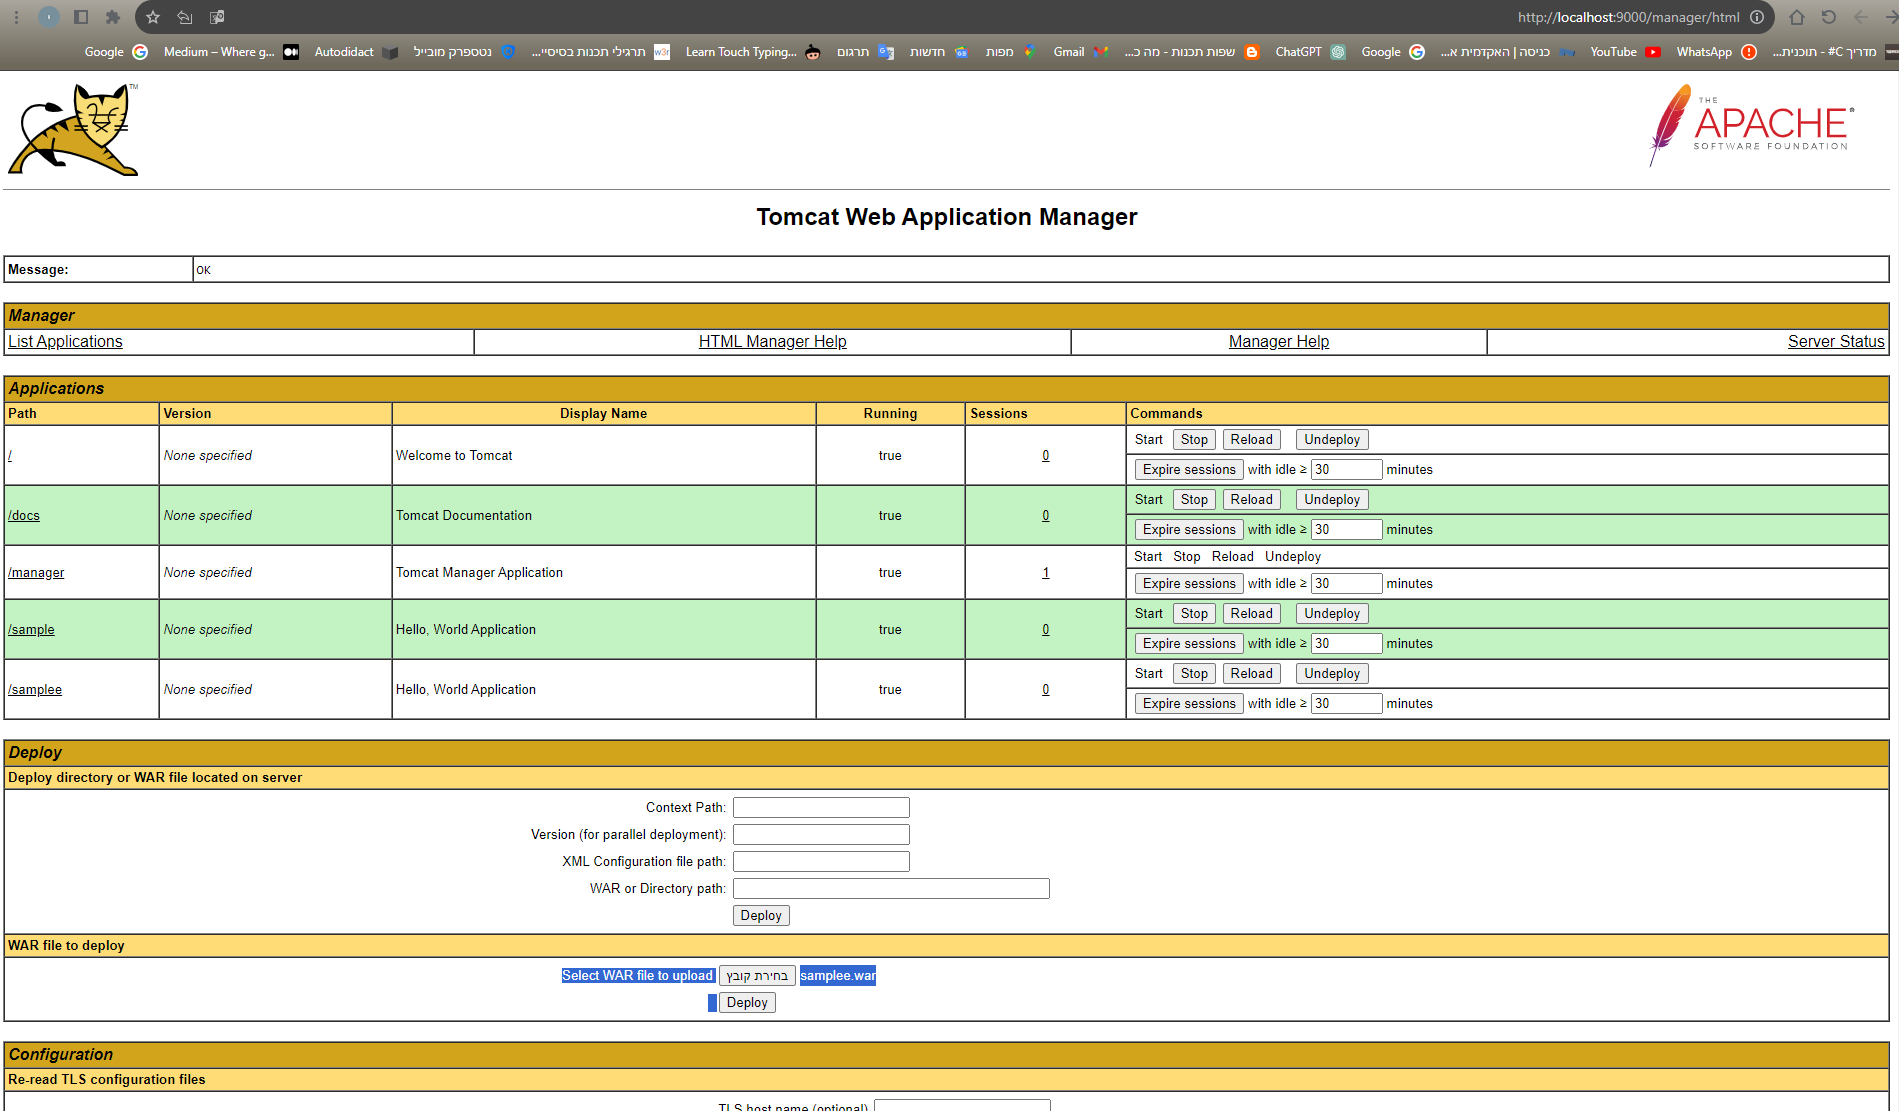 http://localhost:9000/manager/html
Google
Medium – Where g...
Autodidact
נטספרק מובייל
תרגילי תכנות בסיסיי...
w3r
Learn Touch Typing...
תרגום
חדשות
מפות
Gmail
שפות תכנות - מה כ...
ChatGPT
Google
כניסה | האקדמית א...
YouTube
WhatsApp
מדריך C# - תוכנית...
TM
THE
APACHE®
SOFTWARE FOUNDATION
Tomcat Web Application Manager
Message: OK
Manager
List Applications HTML Manager Help Manager Help Server Status
Applications
Path Version Display Name Running Sessions Commands
/ None specified Welcome to Tomcat true 0 Start Stop Reload Undeploy
Expire sessions with idle ≥ 30 minutes
/docs None specified Tomcat Documentation true 0 Start Stop Reload Undeploy
Expire sessions with idle ≥ 30 minutes
/manager None specified Tomcat Manager Application true 1 Start Stop Reload Undeploy
Expire sessions with idle ≥ 30 minutes
/sample None specified Hello, World Application true 0 Start Stop Reload Undeploy
Expire sessions with idle ≥ 30 minutes
/samplee None specified Hello, World Application true 0 Start Stop Reload Undeploy
Expire sessions with idle ≥ 30 minutes
Deploy
Deploy directory or WAR file located on server
Context Path:
Version (for parallel deployment):
XML Configuration file path:
WAR or Directory path:
Deploy
WAR file to deploy
Select WAR file to upload בחירת קובץ samplee.war
Deploy
Configuration
Re-read TLS configuration files
TLS host name (optional)